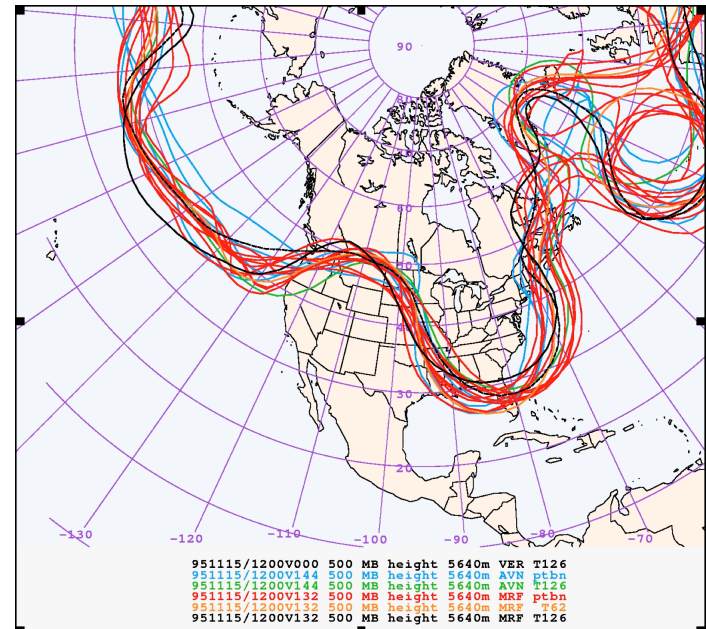 90
80
60
50
40
30
20
-130 -120 -110 -100 -90 -80 -70
951115/1200V000 500 MB height 5640m VER T126
951115/1200V144 500 MB height 5640m AVN ptbn
951115/1200V144 500 MB height 5640m AVN T126
951115/1200V132 500 MB height 5640m MRF ptbn
951115/1200V132 500 MB height 5640m MRF T62
951115/1200V132 500 MB height 5640m MRF T126